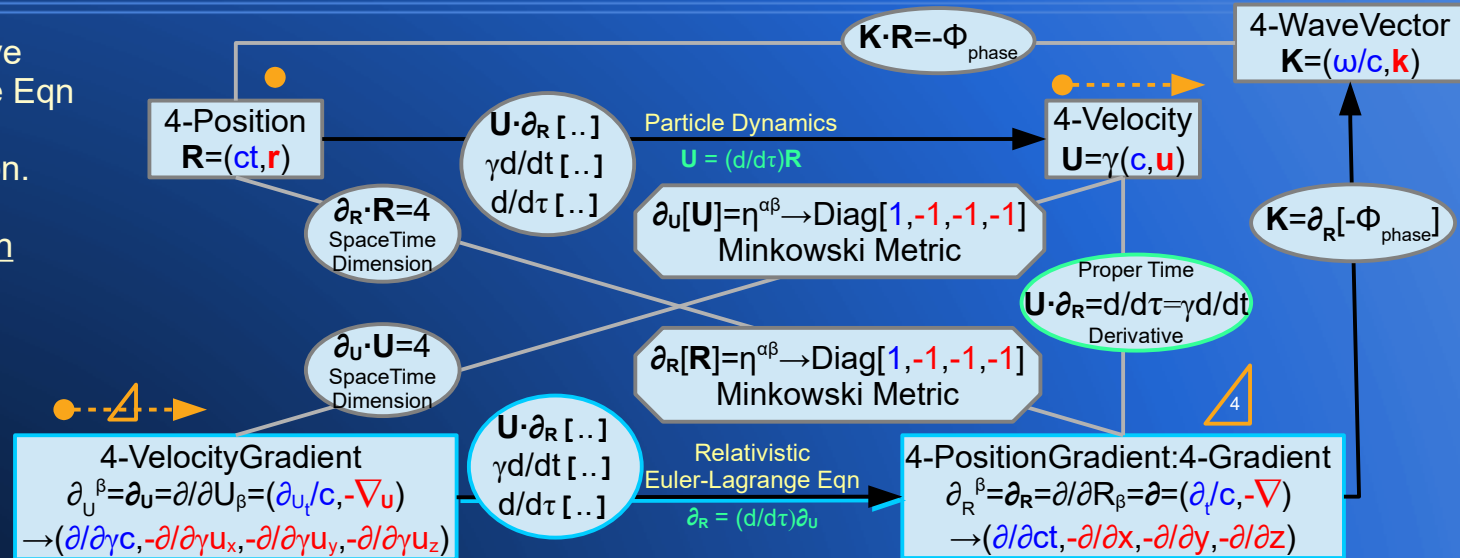 ve
e Eqn
on.
n
K·R=-Φphase
4-WaveVector
K=(ω/c,k)
4-Position
R=(ct,r)
U·∂R [..]
γd/dt [..]
d/dτ [..]
Particle Dynamics
U = (d/dτ)R
4-Velocity
U=γ(c,u)
∂R·R=4
SpaceTime
Dimension
∂U[U]=ηαβ→Diag[1,-1,-1,-1]
Minkowski Metric
K=∂R[-Φphase]
Proper Time
U·∂R=d/dτ=γd/dt
Derivative
∂U·U=4
SpaceTime
Dimension
∂R[R]=ηαβ→Diag[1,-1,-1,-1]
Minkowski Metric
4
4-VelocityGradient
∂Uβ=∂U=∂/∂Uβ=(∂Ut/c,-∇U)
→(∂/∂γc,-∂/∂γux,-∂/∂γuy,-∂/∂γuz)
U·∂R [..]
γd/dt [..]
d/dτ [..]
Relativistic
Euler-Lagrange Eqn
∂R = (d/dτ)∂U
4-PositionGradient:4-Gradient
∂Rβ=∂R=∂/∂Rβ=∂=(∂t/c,-∇)
→(∂/∂ct,-∂/∂x,-∂/∂y,-∂/∂z)